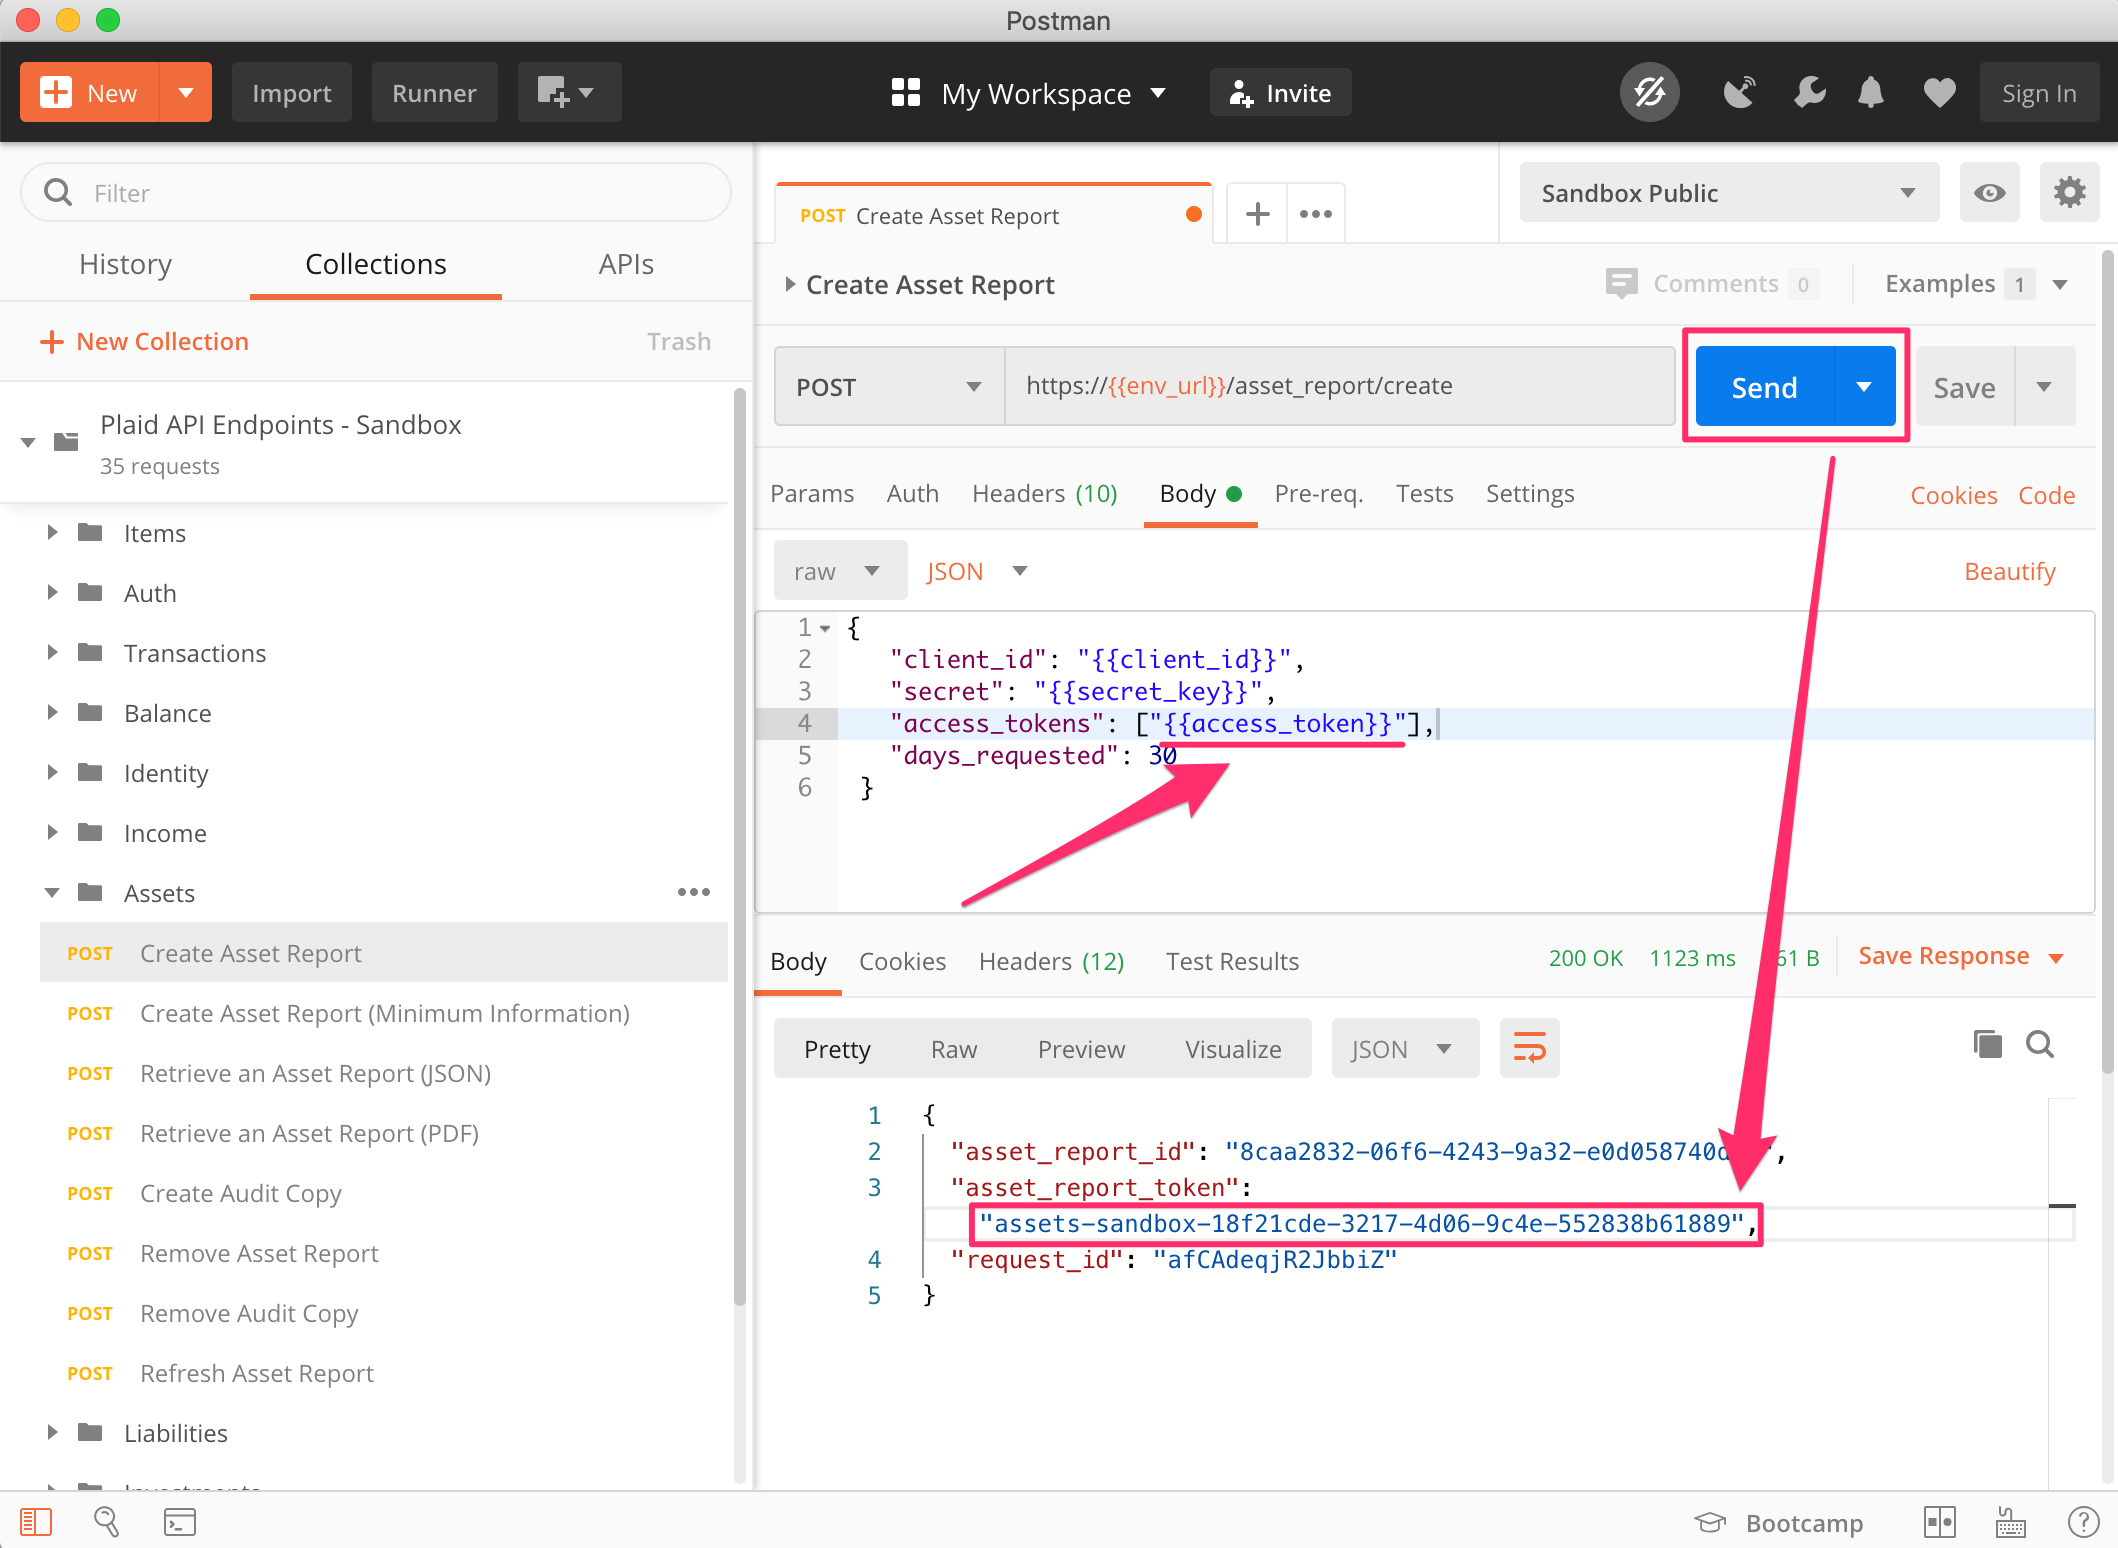 Postman
New
Import
Runner
My Workspace
Invite
Sign In
Filter
History
Collections
APIs
New Collection
Trash
Plaid API Endpoints - Sandbox
35 requests
Items
Auth
Transactions
Balance
Identity
Income
Assets
POST Create Asset Report
POST Create Asset Report (Minimum Information)
POST Retrieve an Asset Report (JSON)
POST Retrieve an Asset Report (PDF)
POST Create Audit Copy
POST Remove Asset Report
POST Remove Audit Copy
POST Refresh Asset Report
Liabilities
POST Create Asset Report
Sandbox Public
Create Asset Report
Comments 0
Examples 1
POST
https://{{env_url}}/asset_report/create
Send
Save
Params
Auth
Headers (10)
Body
Pre-req.
Tests
Settings
Cookies
Code
raw
JSON
Beautify
1 {
2 "client_id": "{{client_id}}",
3 "secret": "{{secret_key}}",
4 "access_tokens": ["{{access_token}}"],
5 "days_requested": 30
6 }
Body
Cookies
Headers (12)
Test Results
200 OK
1123 ms
61 B
Save Response
Pretty
Raw
Preview
Visualize
JSON
1 {
2 "asset_report_id": "8caa2832-06f6-4243-9a32-e0d058740d
3 "asset_report_token":
"assets-sandbox-18f21cde-3217-4d06-9c4e-552838b61889",
4 "request_id": "afCAdeqjR2JbbiZ"
5 }
Bootcamp